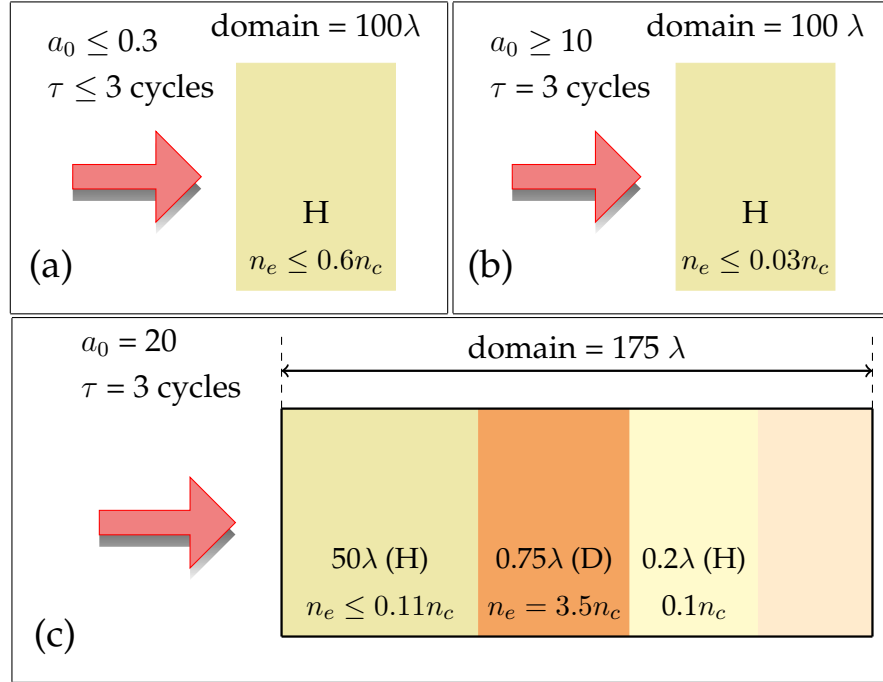 a₀ ≤ 0.3
domain = 100λ
τ ≤ 3 cycles
H
nₑ ≤ 0.6n_c
(a)
a₀ ≥ 10
domain = 100 λ
τ = 3 cycles
H
nₑ ≤ 0.03n_c
(b)
a₀ = 20
τ = 3 cycles
domain = 175 λ
50λ (H)
nₑ ≤ 0.11n_c
0.75λ (D)
nₑ = 3.5n_c
0.2λ (H)
0.1n_c
(c)